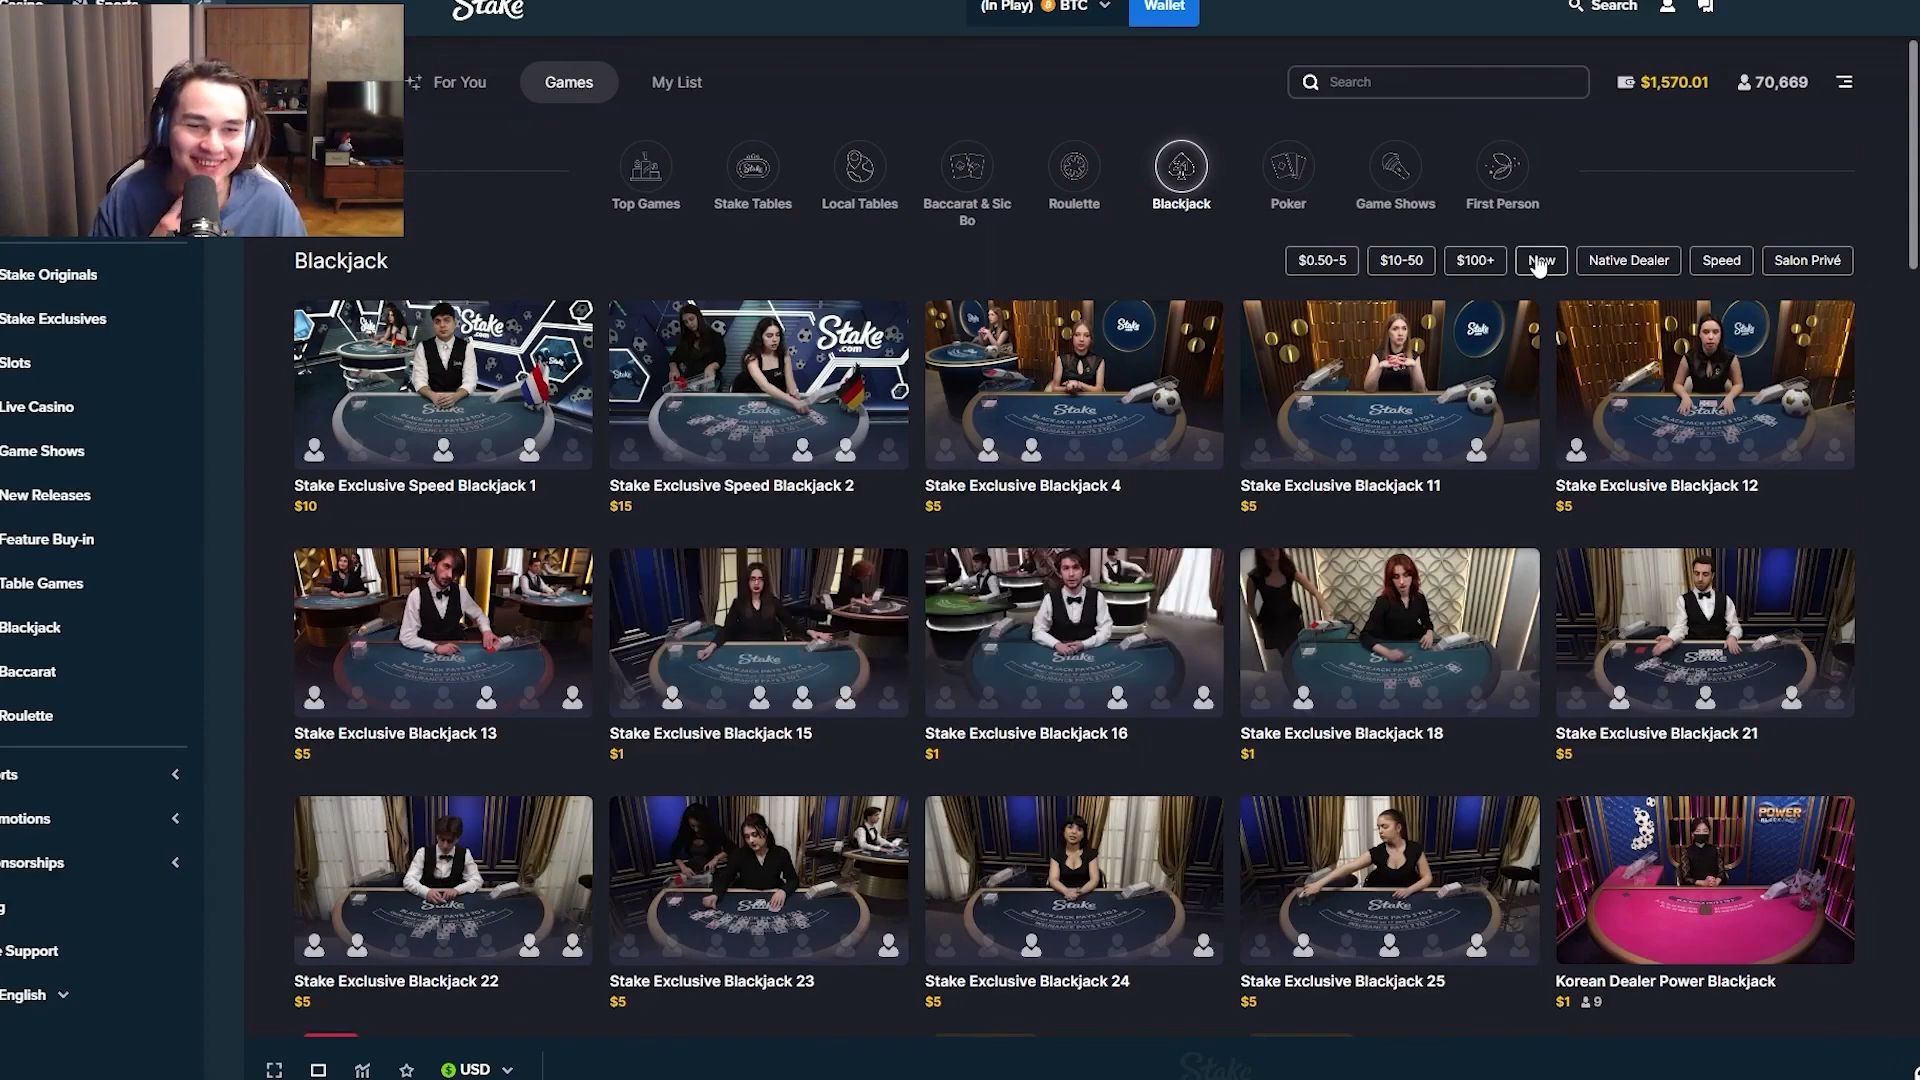 Stake
(In Play) BTC
Wallet
Search
For You
Games
My List
Search
$1,570.01
70,669
Top Games
Stake Tables
Local Tables
Baccarat & Sic
Bo
Roulette
Blackjack
Poker
Game Shows
First Person
Blackjack
$0.50-5
$10-50
$100+
New
Native Dealer
Speed
Salon Privé
Stake Originals
Stake Exclusives
Slots
Live Casino
Game Shows
New Releases
Feature Buy-in
Table Games
Blackjack
Baccarat
Roulette
rts
motions
nsorships
g
Support
English
Stake Exclusive Speed Blackjack 1
$10
Stake Exclusive Speed Blackjack 2
$15
Stake Exclusive Blackjack 4
$5
Stake Exclusive Blackjack 11
$5
Stake Exclusive Blackjack 12
$5
Stake Exclusive Blackjack 13
$5
Stake Exclusive Blackjack 15
$1
Stake Exclusive Blackjack 16
$1
Stake Exclusive Blackjack 18
$1
Stake Exclusive Blackjack 21
$5
Stake Exclusive Blackjack 22
$5
Stake Exclusive Blackjack 23
$5
Stake Exclusive Blackjack 24
$5
Stake Exclusive Blackjack 25
$5
POWER
Korean Dealer Power Blackjack
$1 9
USD
Stake